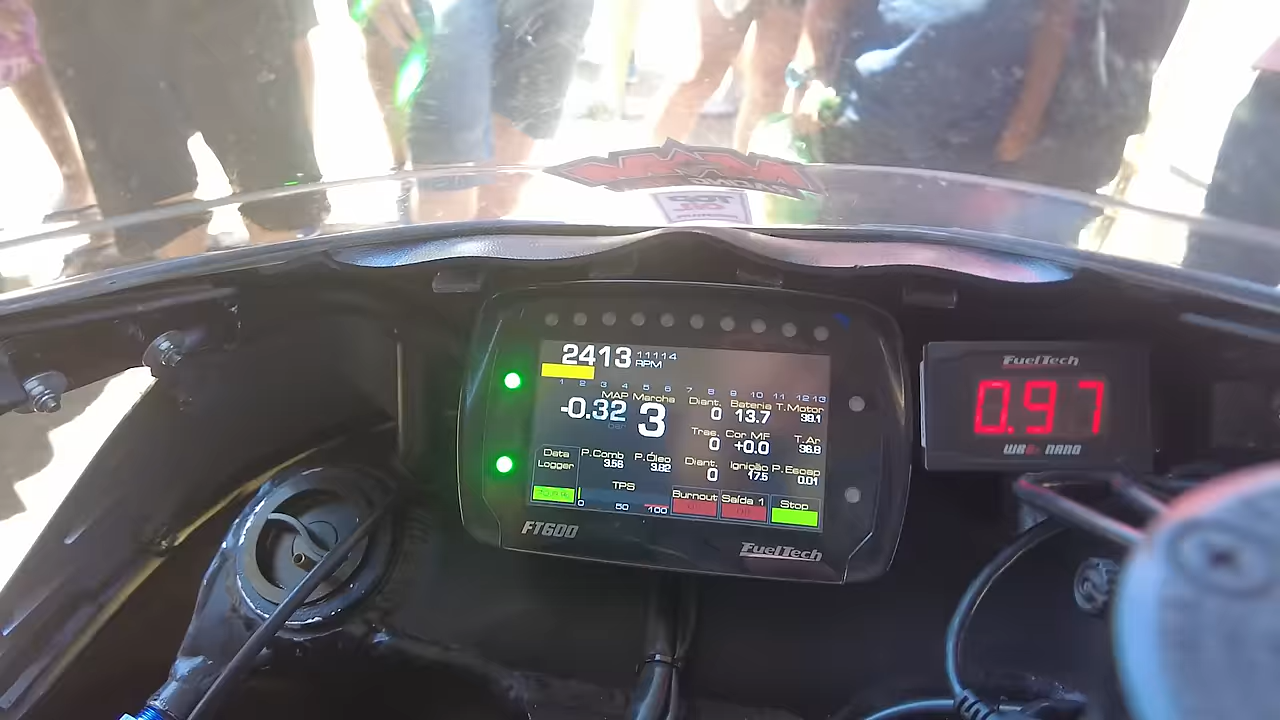 2413 11114
RPM
1 2 3 4 5 6 7 8 9 10 11 12 13
MAP Marcha Diant. Bateria T.Motor
-0.32 3 0 13.7 39.1
bar
Tras. Cor MF T.Ar
0 +0.0 36.8
Data Logger P.Comb P.Óleo Diant. Ignição P.Escap
3.56 3.82 0 17.5 0.01
TPS
0 50 100
Burnout Saída 1 Stop
FT600
FuelTech
FuelTech
0.97
NANO